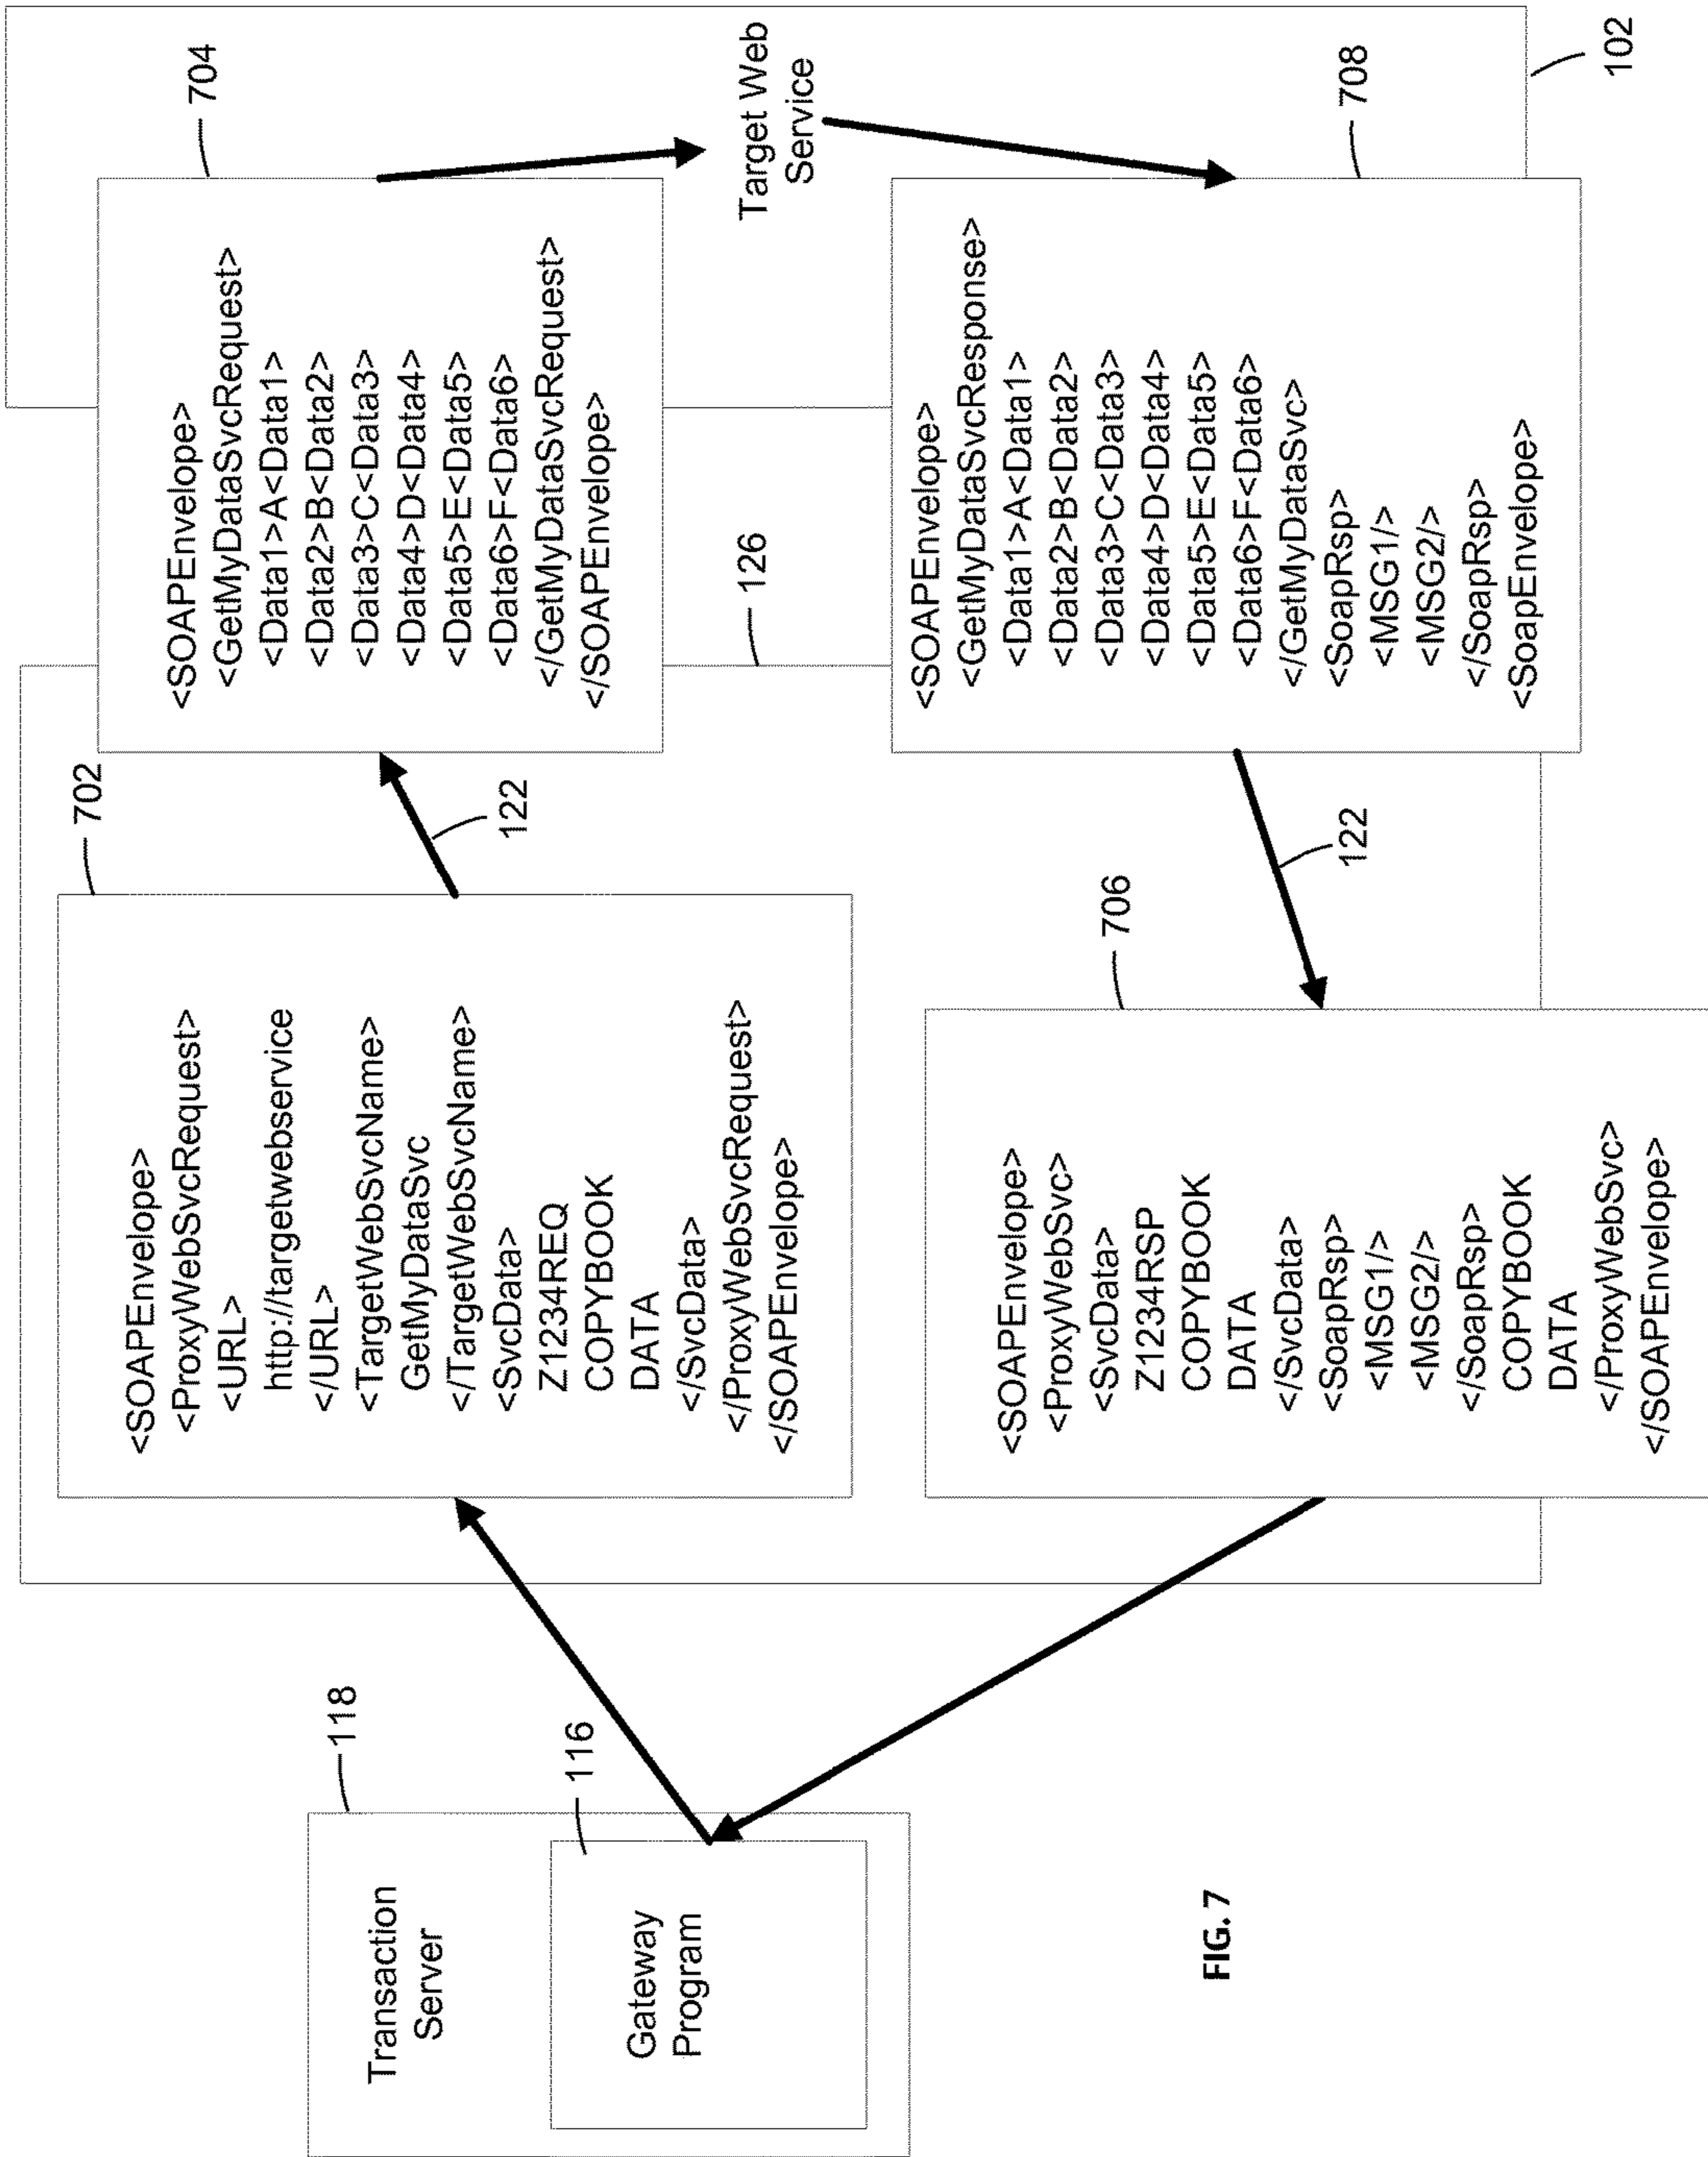 Transaction
Server
118
Gateway
Program
116
702
<SOAPEnvelope>
<ProxyWebSvcRequest>
<URL>
http://targetwebservice
</URL>
<TargetWebSvcName>
GetMyDataSvc
</TargetWebSvcName>
<SvcData>
Z1234REQ
COPYBOOK
DATA
</SvcData>
</ProxyWebSvcRequest>
</SOAPEnvelope>
122
704
<SOAPEnvelope>
<GetMyDataSvcRequest>
<Data1>A<Data1>
<Data2>B<Data2>
<Data3>C<Data3>
<Data4>D<Data4>
<Data5>E<Data5>
<Data6>F<Data6>
</GetMyDataSvcRequest>
</SOAPEnvelope>
126
Target Web
Service
706
<SOAPEnvelope>
<ProxyWebSvc>
<SvcData>
Z1234RSP
COPYBOOK
DATA
</SvcData>
<SoapRsp>
<MSG1/>
<MSG2/>
</SoapRsp>
COPYBOOK
DATA
</ProxyWebSvc>
</SOAPEnvelope>
122
<SOAPEnvelope>
<GetMyDataSvcResponse>
<Data1>A<Data1>
<Data2>B<Data2>
<Data3>C<Data3>
<Data4>D<Data4>
<Data5>E<Data5>
<Data6>F<Data6>
</GetMyDataSvc>
<SoapRsp>
<MSG1/>
<MSG2/>
</SoapRsp>
<SoapEnvelope>
708
102
FIG. 7